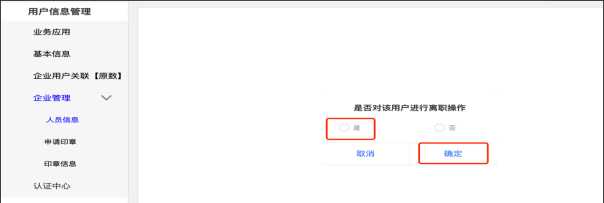 用户信息管理
业务应用
基本信息
企业用户关联【原数】
企业管理
人员信息
申请印章
印章信息
认证中心
是否对该用户进行离职操作
是
否
取消
确定